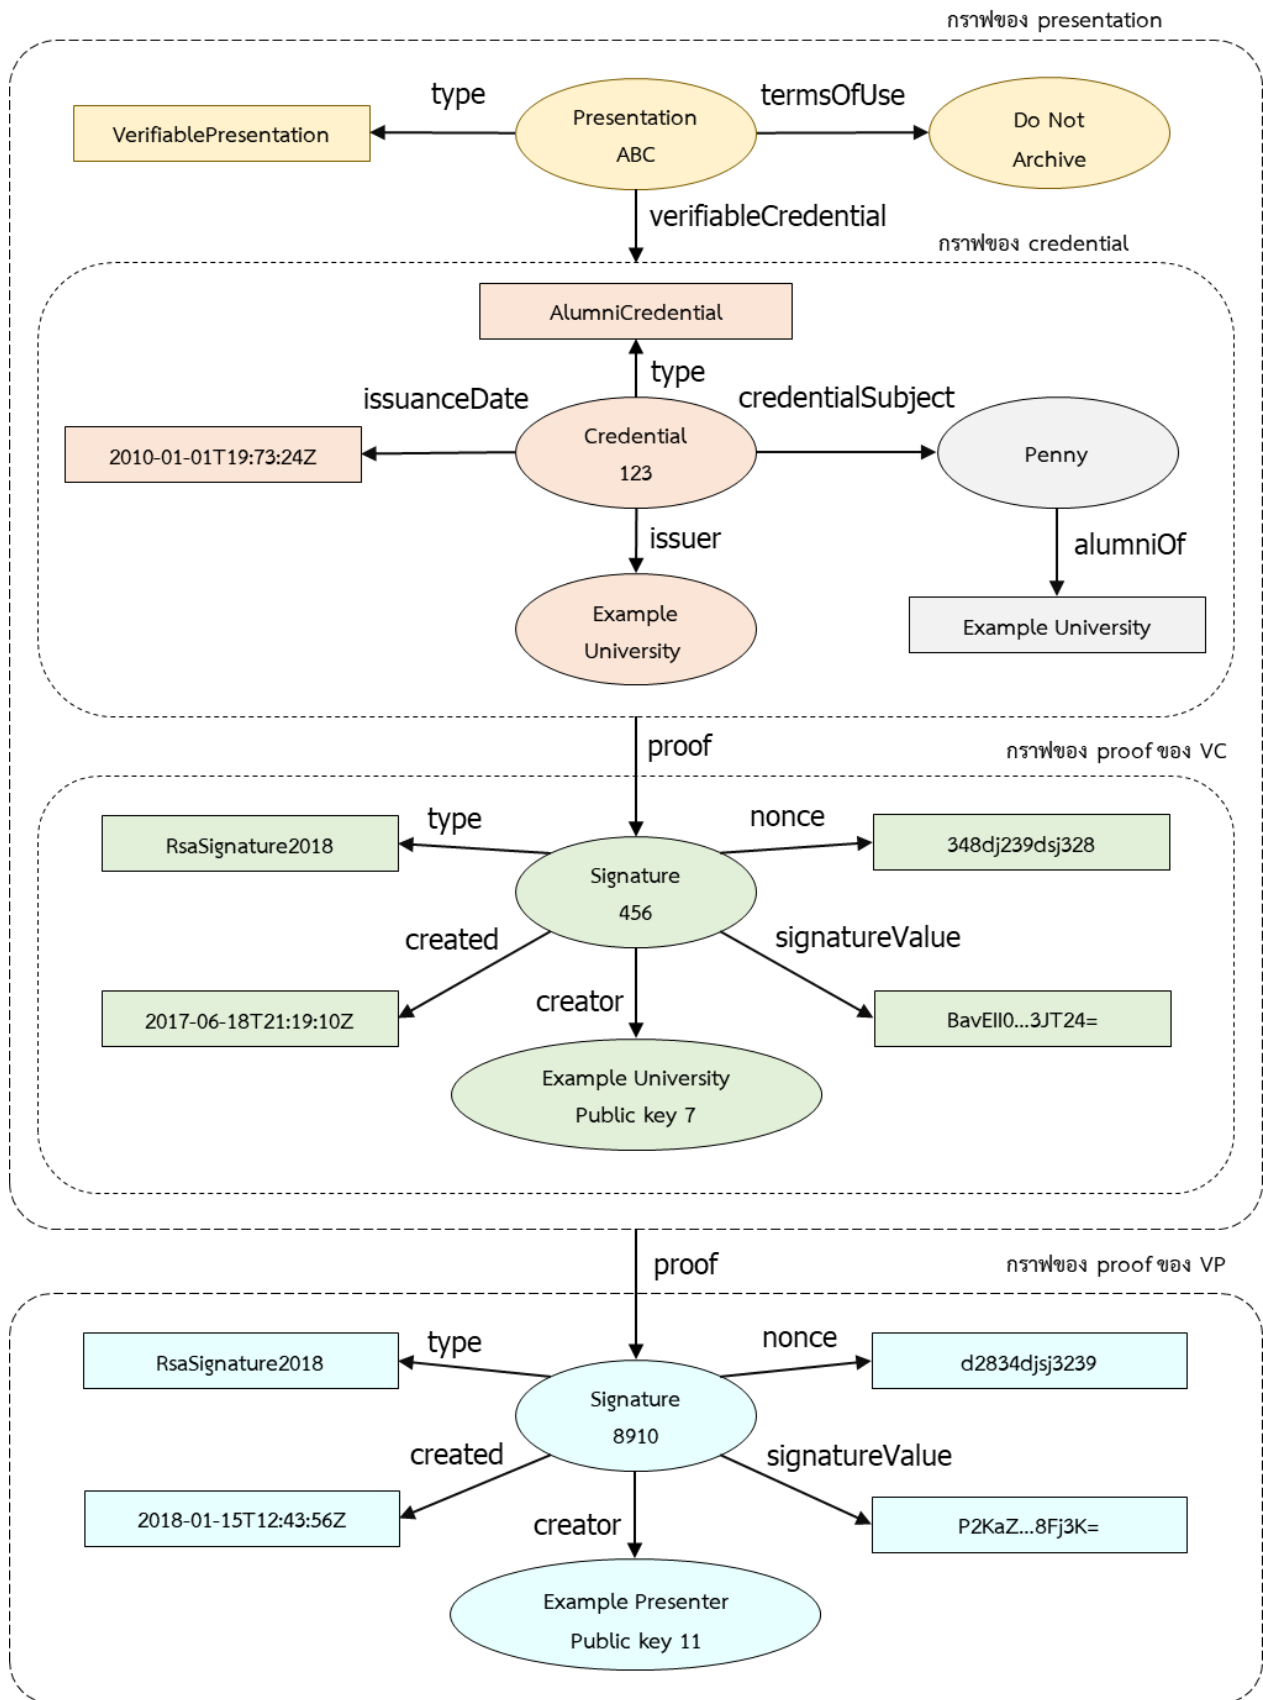 กราฟของ presentation
type
termsOfUse
VerifiablePresentation
Presentation
ABC
Do Not
Archive
verifiableCredential
กราฟของ credential
AlumniCredential
type
issuanceDate
credentialSubject
2010-01-01T19:73:24Z
Credential
123
Penny
issuer
alumniOf
Example
University
Example University
proof
กราฟของ proof ของ VC
type
nonce
RsaSignature2018
348dj239dsj328
Signature
456
created
signatureValue
creator
2017-06-18T21:19:10Z
BavEll0...3JT24=
Example University
Public key 7
proof
กราฟของ proof ของ VP
type
nonce
RsaSignature2018
d2834djsj3239
Signature
8910
created
signatureValue
creator
2018-01-15T12:43:56Z
P2KaZ...8Fj3K=
Example Presenter
Public key 11